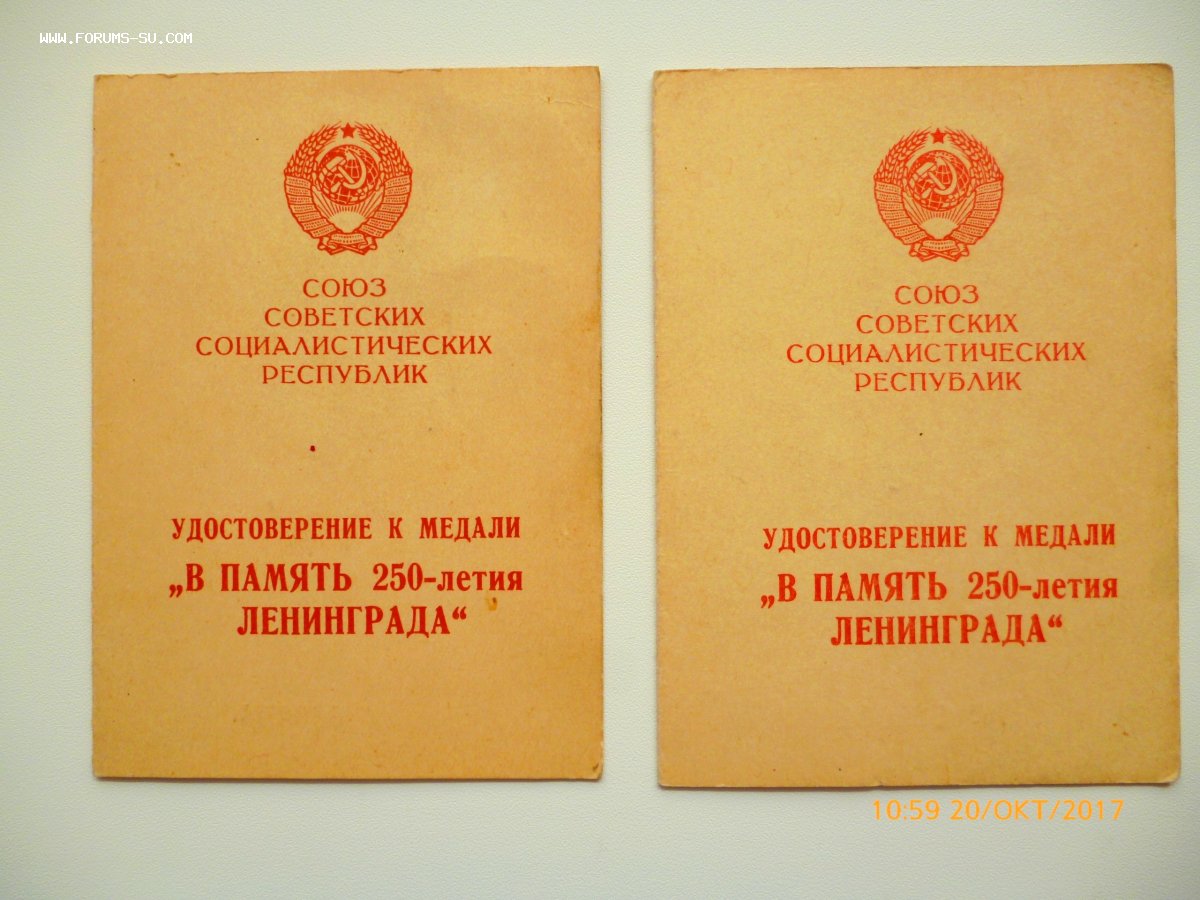 WWW.FORUMS-SU.COM
СОЮЗ
СОВЕТСКИХ
СОЦИАЛИСТИЧЕСКИХ
РЕСПУБЛИК
УДОСТОВЕРЕНИЕ К МЕДАЛИ
„В ПАМЯТЬ 250-летия
ЛЕНИНГРАДА“
СОЮЗ
СОВЕТСКИХ
СОЦИАЛИСТИЧЕСКИХ
РЕСПУБЛИК
УДОСТОВЕРЕНИЕ К МЕДАЛИ
„В ПАМЯТЬ 250-летия
ЛЕНИНГРАДА“
10:59 20/ОКТ/2017